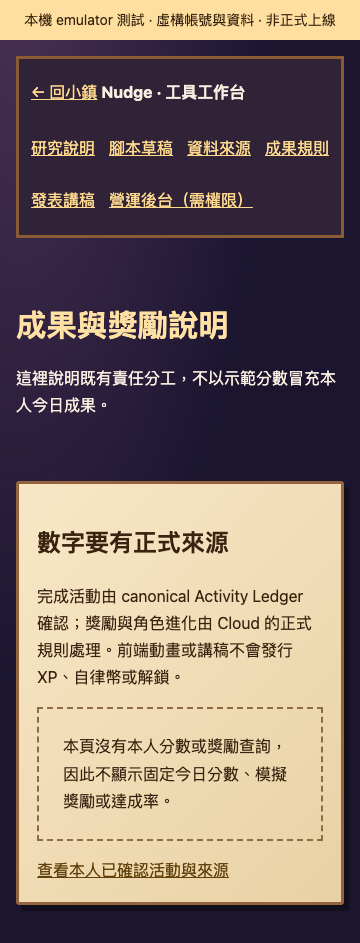 本機 emulator 測試 · 虛構帳號與資料 · 非正式上線
← 回小鎮 Nudge · 工具工作台
研究說明 腳本草稿 資料來源 成果規則
發表講稿 營運後台（需權限）
成果與獎勵說明
這裡說明既有責任分工，不以示範分數冒充本
人今日成果。
數字要有正式來源
完成活動由 canonical Activity Ledger
確認；獎勵與角色進化由 Cloud 的正式
規則處理。前端動畫或講稿不會發行
XP、自律幣或解鎖。
本頁沒有本人分數或獎勵查詢，
因此不顯示固定今日分數、模擬
獎勵或達成率。
查看本人已確認活動與來源